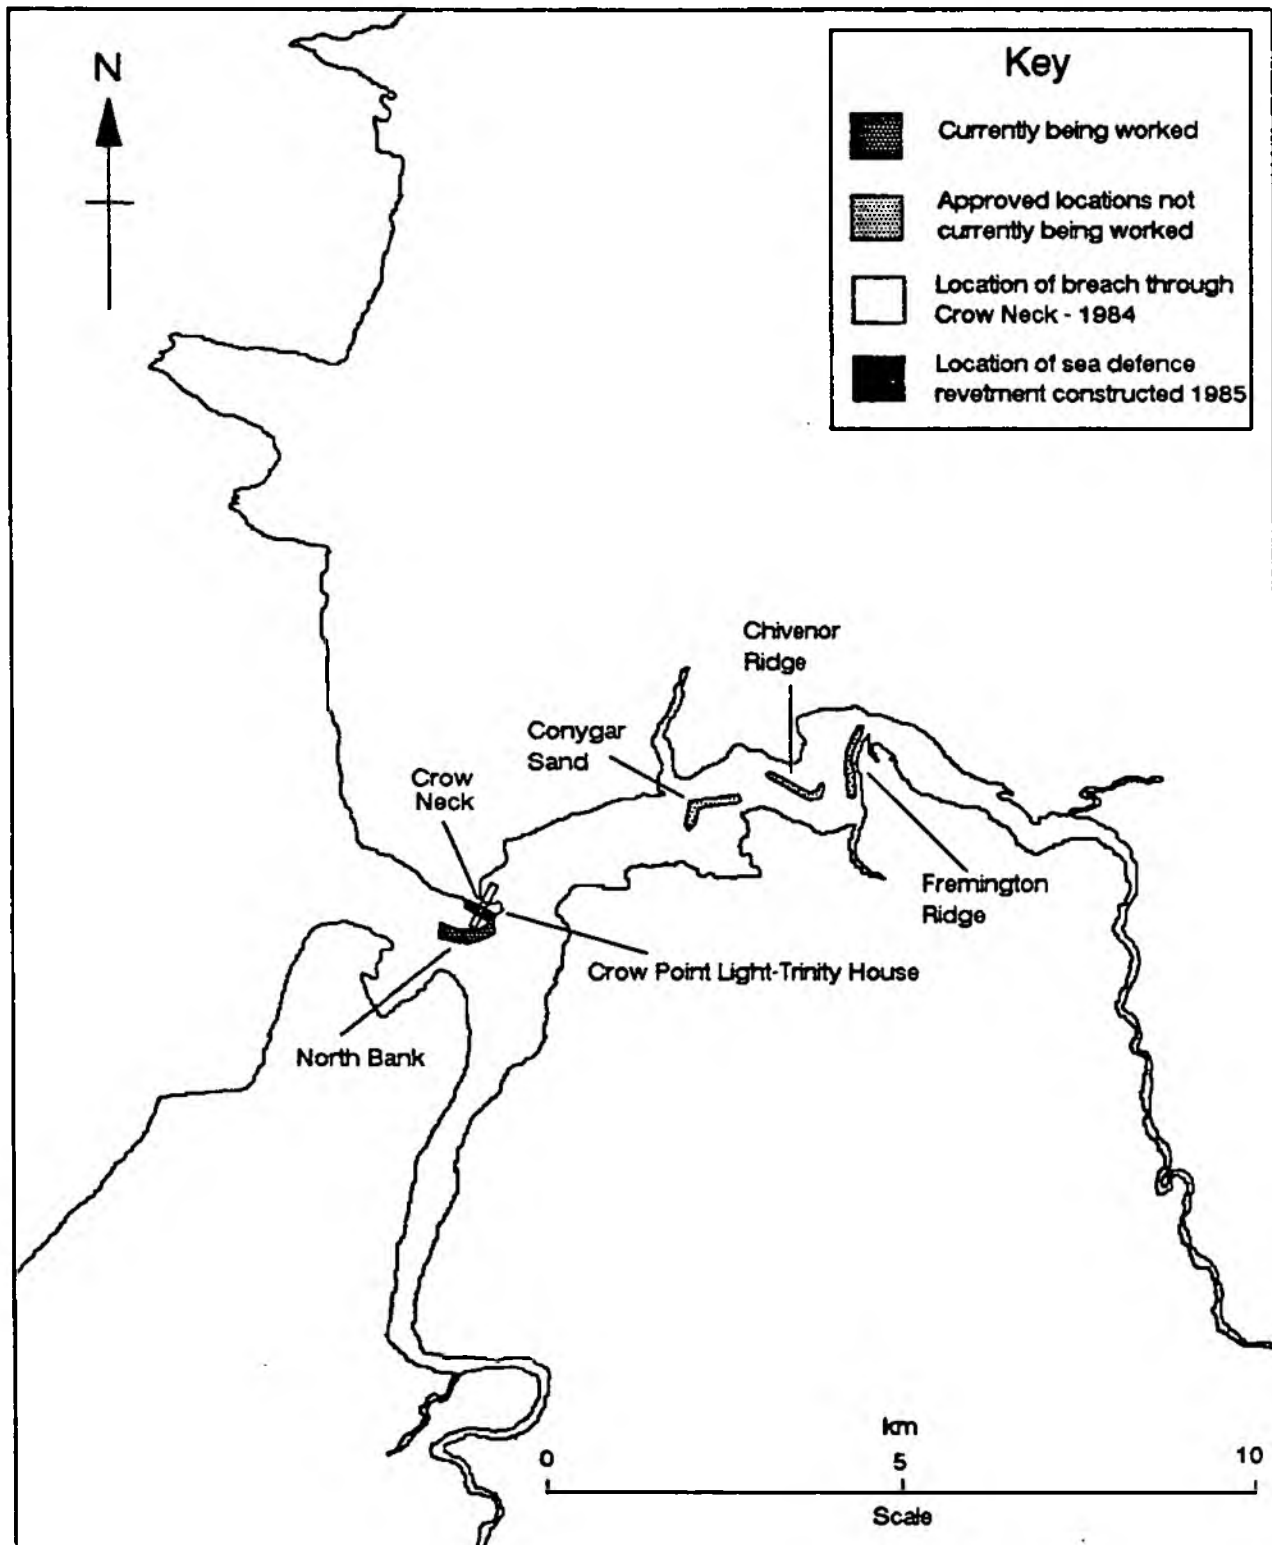 N
Key
Currently being worked
Approved locations not
currently being worked
Location of breach through
Crow Neck - 1984
Location of sea defence
revetment constructed 1985
Chivenor
Ridge
Conygar
Sand
Crow
Neck
Fremington
Ridge
Crow Point Light-Trinity House
North Bank
km
0 5 10
Scale